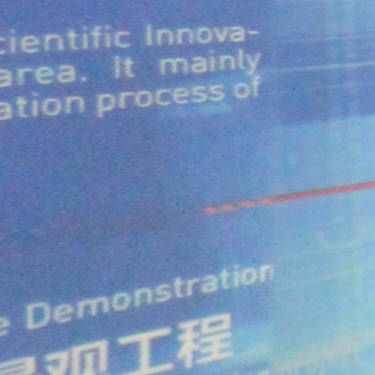 cientific Innova-
area. It mainly
ation process of
e Demonstration
景观工程